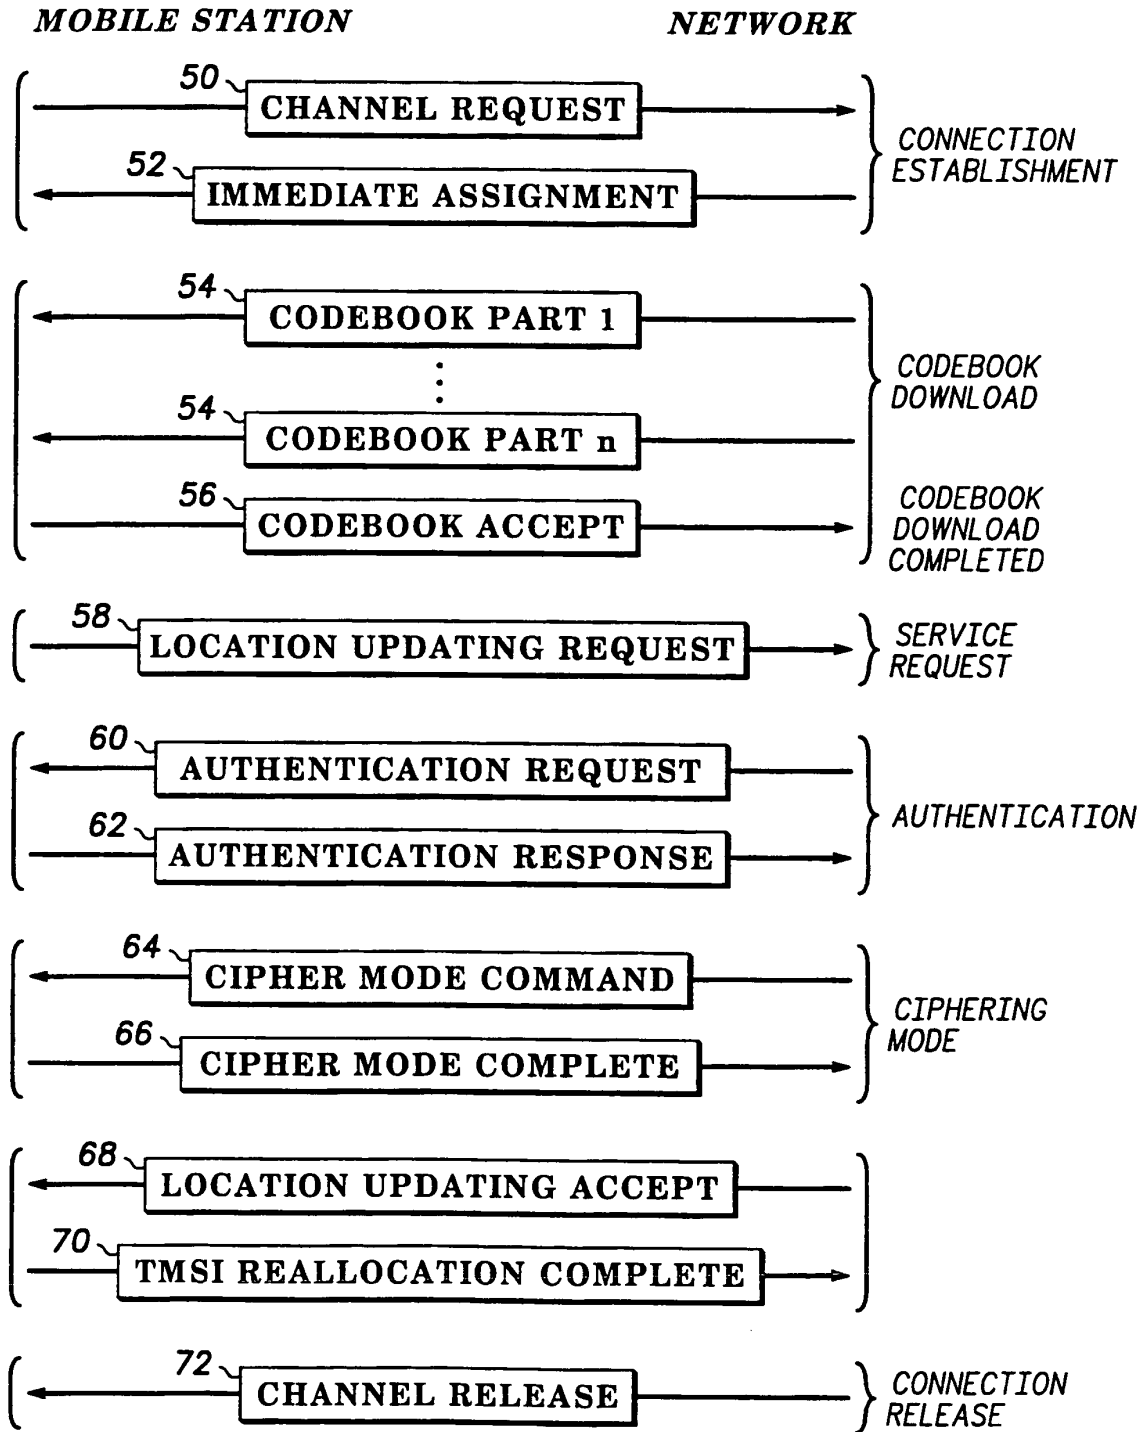 MOBILE STATION
NETWORK
50
CHANNEL REQUEST
52
IMMEDIATE ASSIGNMENT
CONNECTION
ESTABLISHMENT
54
CODEBOOK PART 1
54
CODEBOOK PART n
CODEBOOK
DOWNLOAD
56
CODEBOOK ACCEPT
CODEBOOK
DOWNLOAD
COMPLETED
58
LOCATION UPDATING REQUEST
SERVICE
REQUEST
60
AUTHENTICATION REQUEST
62
AUTHENTICATION RESPONSE
AUTHENTICATION
64
CIPHER MODE COMMAND
66
CIPHER MODE COMPLETE
CIPHERING
MODE
68
LOCATION UPDATING ACCEPT
70
TMSI REALLOCATION COMPLETE
72
CHANNEL RELEASE
CONNECTION
RELEASE